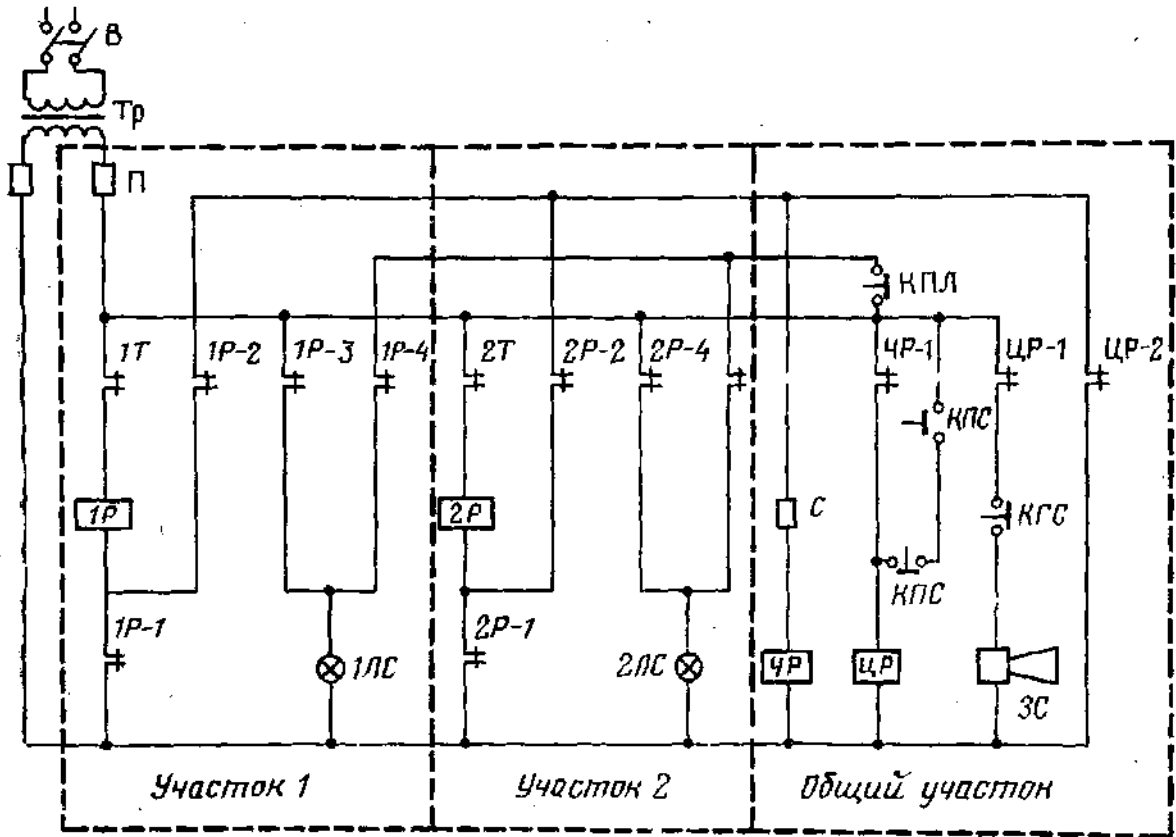 В
Тр
П
КПЛ
1Т
1Р-2
1Р-3
1Р-4
2Т
2Р-2
2Р-4
ЧР-1
ЦР-1
ЦР-2
КПС
1Р
2Р
С
КГС
КПС
1Р-1
2Р-1
1ЛС
2ЛС
ЧР
ЦР
ЗС
Участок 1
Участок 2
Общий участок